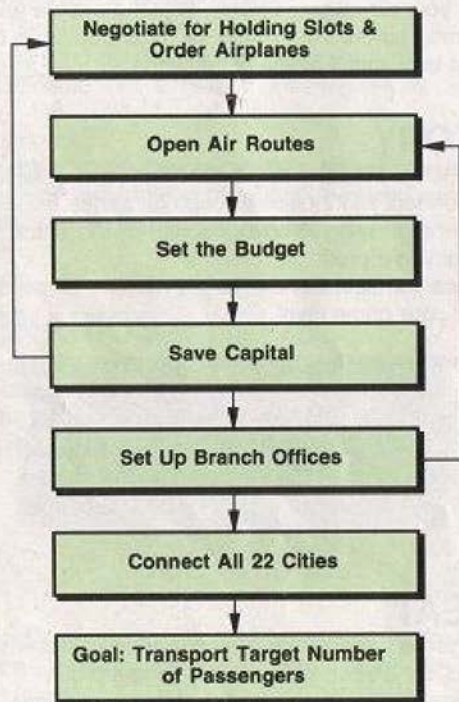 Negotiate for Holding Slots &
Order Airplanes
Open Air Routes
Set the Budget
Save Capital
Set Up Branch Offices
Connect All 22 Cities
Goal: Transport Target Number
of Passengers